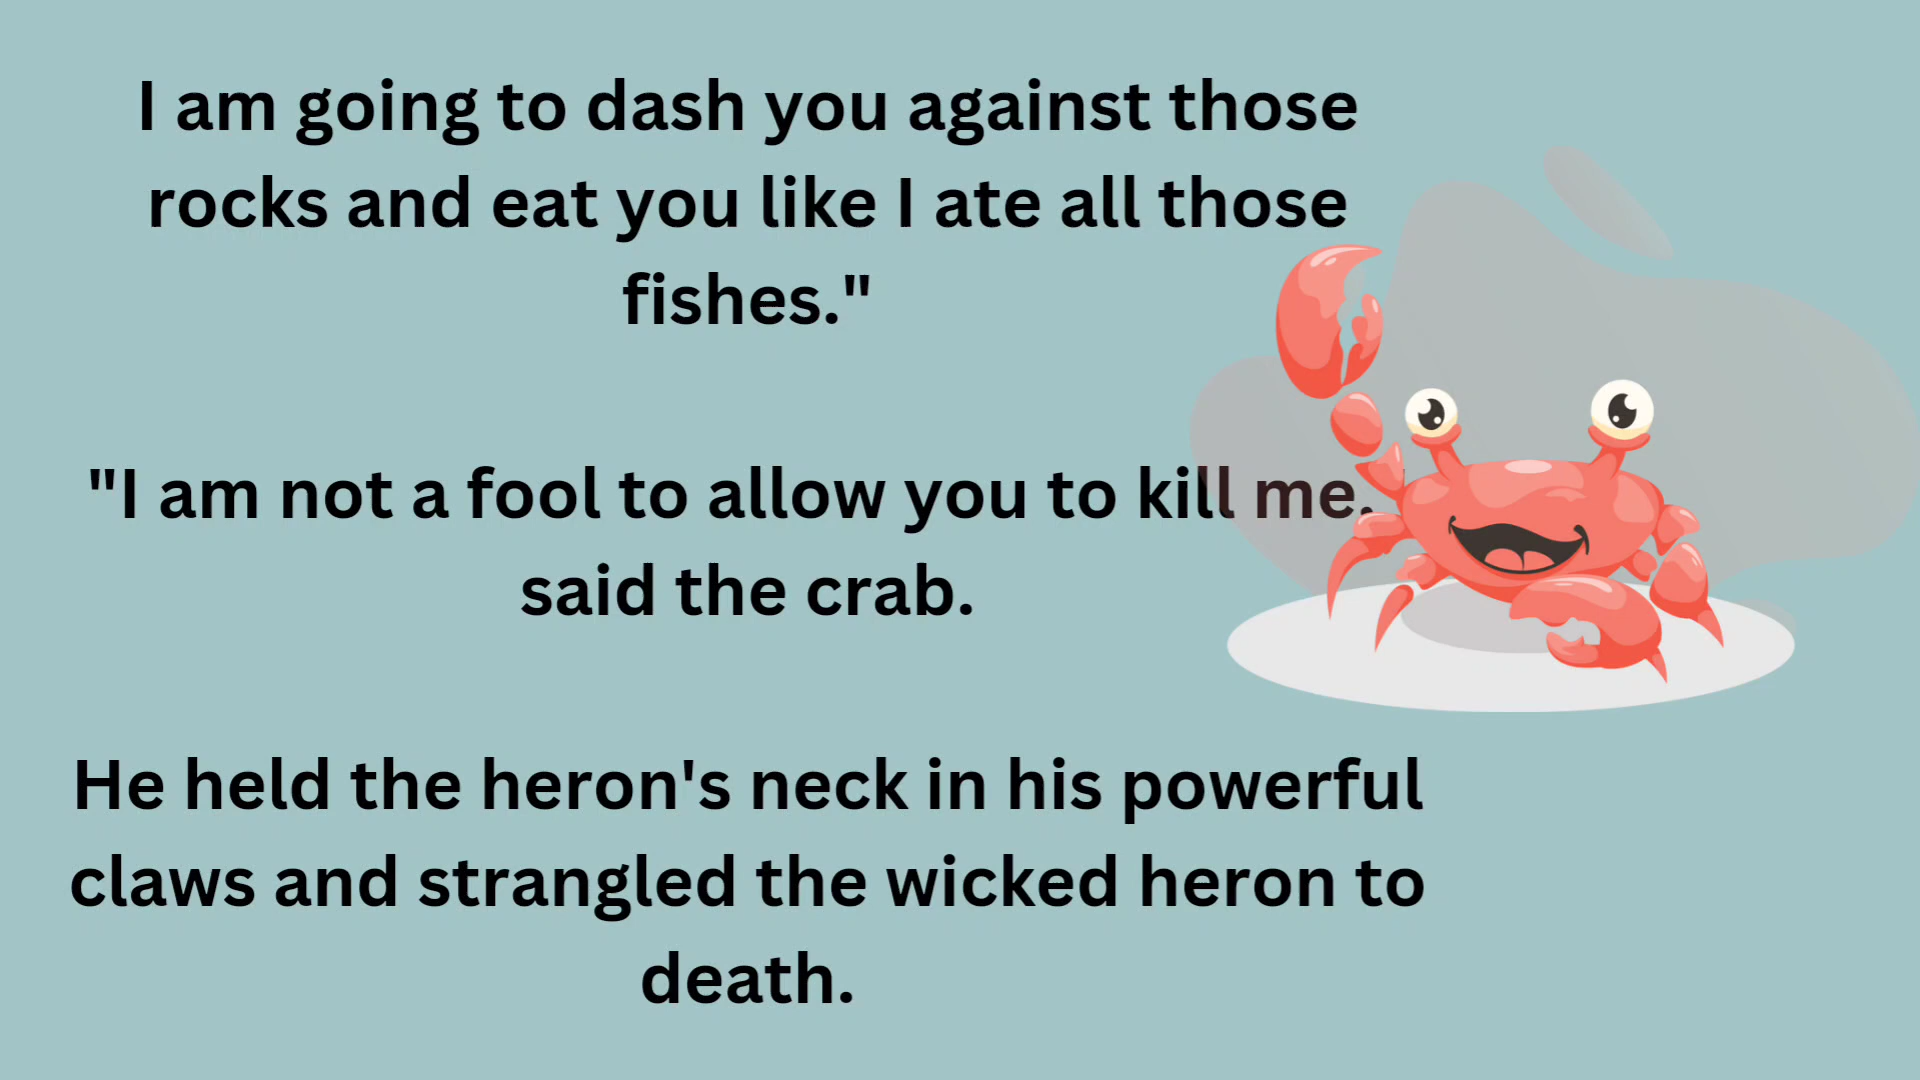 I am going to dash you against those
rocks and eat you like I ate all those
fishes."
"I am not a fool to allow you to kill me.
said the crab.
He held the heron's neck in his powerful
claws and strangled the wicked heron to
death.